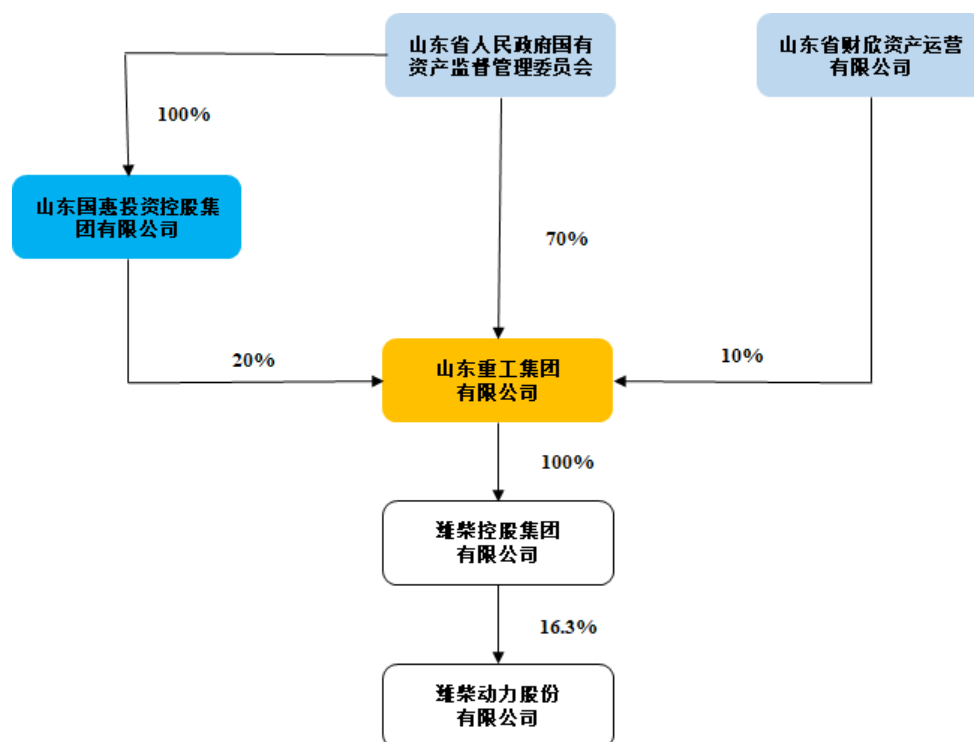 山东省人民政府国有
资产监督管理委员会
山东省财欣资产运营
有限公司
100%
山东国惠投资控股集
团有限公司
70%
20%
10%
山东重工集团
有限公司
100%
潍柴控股集团
有限公司
16.3%
潍柴动力股份
有限公司